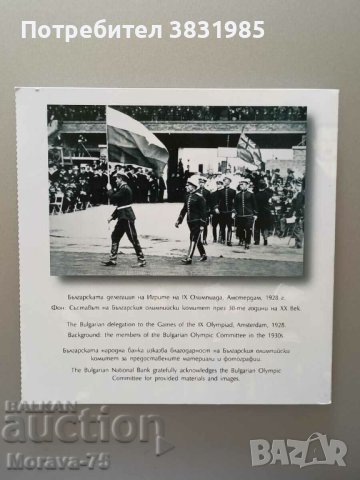 Потребител 3831985
Българската делегация на Игрите на IX Олимпиада, Амстердам, 1928 г.
Фон: Съставът на Българския олимпийски комитет през 30-те години на XX век.
The Bulgarian delegation to the Games of the IX Olympiad, Amsterdam, 1928.
Background: the members of the Bulgarian Olympic Committee in the 1930s
Българската народна банка изказва благодарност на Българския олимпийски
комитет за предоставените материали и фотографии.
The Bulgarian National Bank gratefully acknowledges the Bulgarian Olympic
Committee for provided materials and images.
БАЛКАН
auction
Morava-75
BAZAR